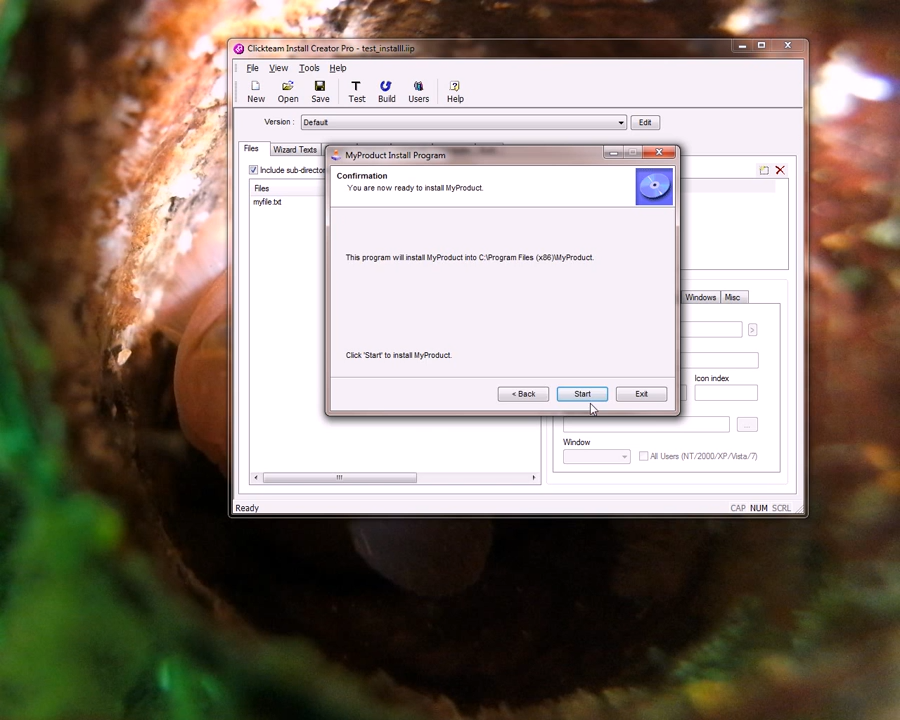 Clickteam Install Creator Pro - test_installl.iip
File View Tools Help
New Open Save Test Build Users Help
Version : Default Edit
Files Wizard Texts
Include sub-director
Files
myfile.txt
MyProduct Install Program
Confirmation
You are now ready to install MyProduct.
This program will install MyProduct into C:\Program Files (x86)\MyProduct.
Click 'Start' to install MyProduct.
< Back Start Exit
Windows Misc
>
Icon index
...
Window
All Users (NT/2000/XP/Vista/7)
Ready CAP NUM SCRL